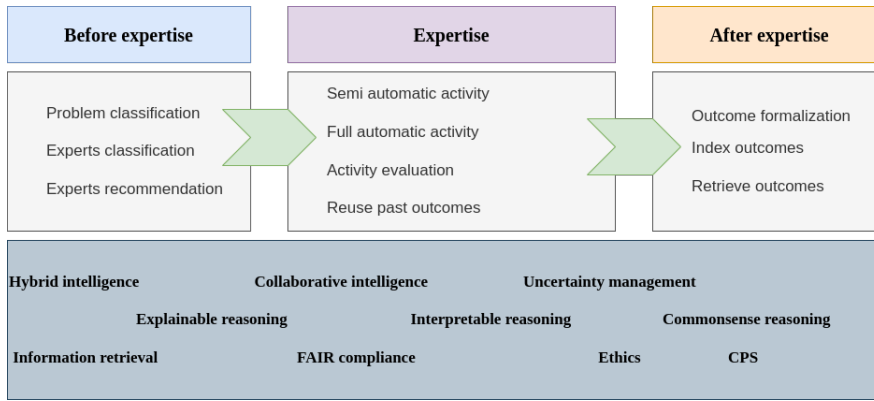 Before expertise
Expertise
After expertise
Problem classification
Experts classification
Experts recommendation
Semi automatic activity
Full automatic activity
Activity evaluation
Reuse past outcomes
Outcome formalization
Index outcomes
Retrieve outcomes
Hybrid intelligence
Collaborative intelligence
Uncertainty management
Explainable reasoning
Interpretable reasoning
Commonsense reasoning
Information retrieval
FAIR compliance
Ethics
CPS